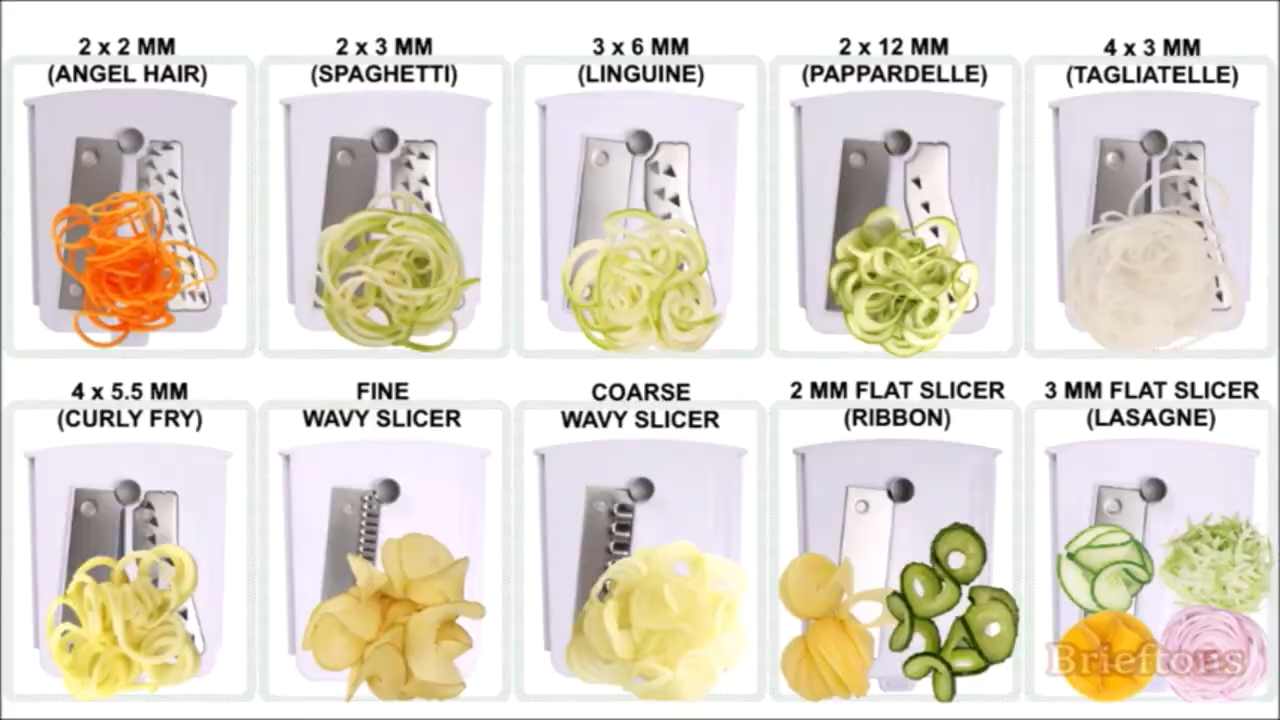 2 x 2 MM
(ANGEL HAIR)
2 x 3 MM
(SPAGHETTI)
3 x 6 MM
(LINGUINE)
2 x 12 MM
(PAPPARDELLE)
4 x 3 MM
(TAGLIATELLE)
4 x 5.5 MM
(CURLY FRY)
FINE
WAVY SLICER
COARSE
WAVY SLICER
2 MM FLAT SLICER
(RIBBON)
3 MM FLAT SLICER
(LASAGNE)
Brieftons